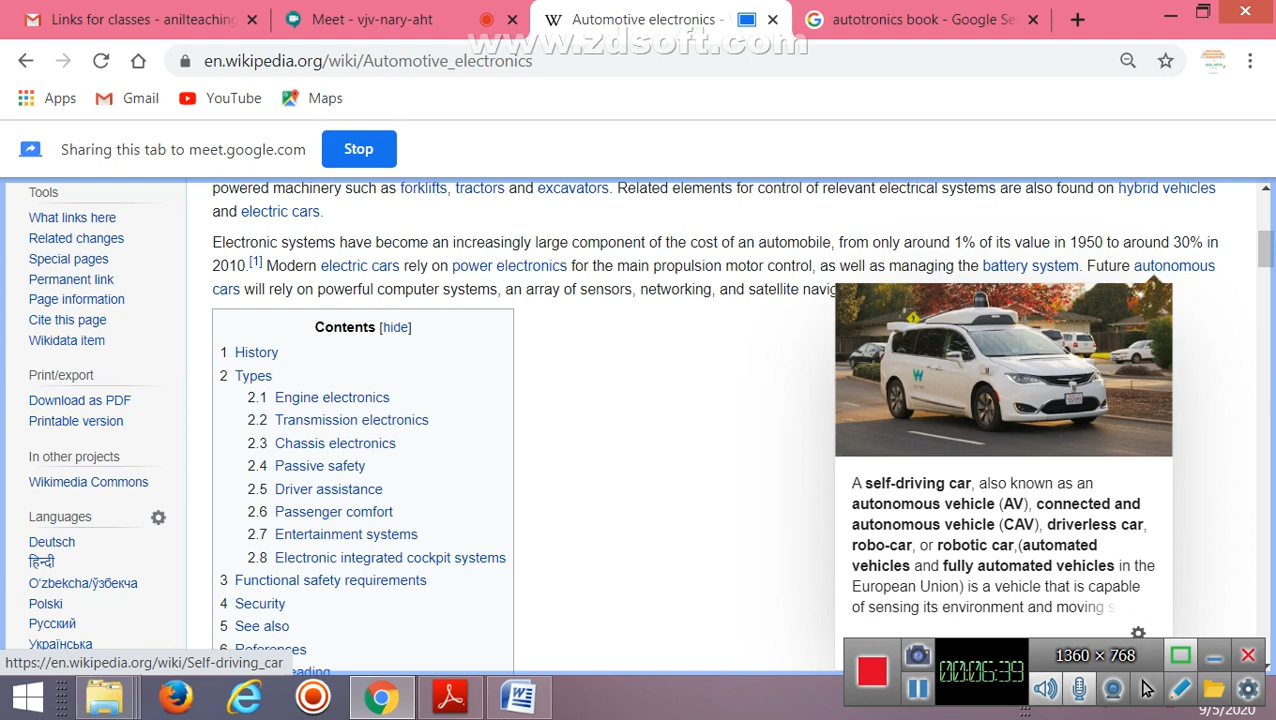 Links for classes - anilteaching
Meet - vjv-nary-aht
Automotive electronics -
autotronics book - Google Se
www.zdsoft.com
en.wikipedia.org/wiki/Automotive_electronics
Apps
Gmail
YouTube
Maps
Sharing this tab to meet.google.com
Stop
Tools
What links here
Related changes
Special pages
Permanent link
Page information
Cite this page
Wikidata item
Print/export
Download as PDF
Printable version
In other projects
Wikimedia Commons
Languages
Deutsch
हिन्दी
Oʻzbekcha/ўзбекча
Polski
Русский
Українська
https://en.wikipedia.org/wiki/Self-driving_car
powered machinery such as forklifts, tractors and excavators. Related elements for control of relevant electrical systems are also found on hybrid vehicles
and electric cars.
Electronic systems have become an increasingly large component of the cost of an automobile, from only around 1% of its value in 1950 to around 30% in
2010.[1] Modern electric cars rely on power electronics for the main propulsion motor control, as well as managing the battery system. Future autonomous
cars will rely on powerful computer systems, an array of sensors, networking, and satellite navig
Contents [hide]
1 History
2 Types
2.1 Engine electronics
2.2 Transmission electronics
2.3 Chassis electronics
2.4 Passive safety
2.5 Driver assistance
2.6 Passenger comfort
2.7 Entertainment systems
2.8 Electronic integrated cockpit systems
3 Functional safety requirements
4 Security
5 See also
6 References
eading
A self-driving car, also known as an
autonomous vehicle (AV), connected and
autonomous vehicle (CAV), driverless car,
robo-car, or robotic car,(automated
vehicles and fully automated vehicles in the
European Union) is a vehicle that is capable
of sensing its environment and moving s
1360 × 768
00:06:39
9/5/2020